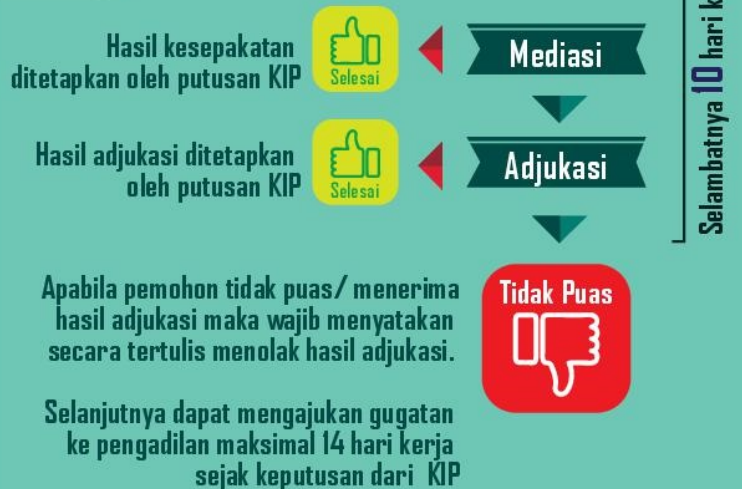 Hasil kesepakatan
ditetapkan oleh putusan KIP
Selesai
Mediasi
Hasil adjukasi ditetapkan
oleh putusan KIP
Selesai
Adjukasi
Selambatnya 10 hari
Apabila pemohon tidak puas/ menerima
hasil adjukasi maka wajib menyatakan
secara tertulis menolak hasil adjukasi.
Tidak Puas
Selanjutnya dapat mengajukan gugatan
ke pengadilan maksimal 14 hari kerja
sejak keputusan dari KIP